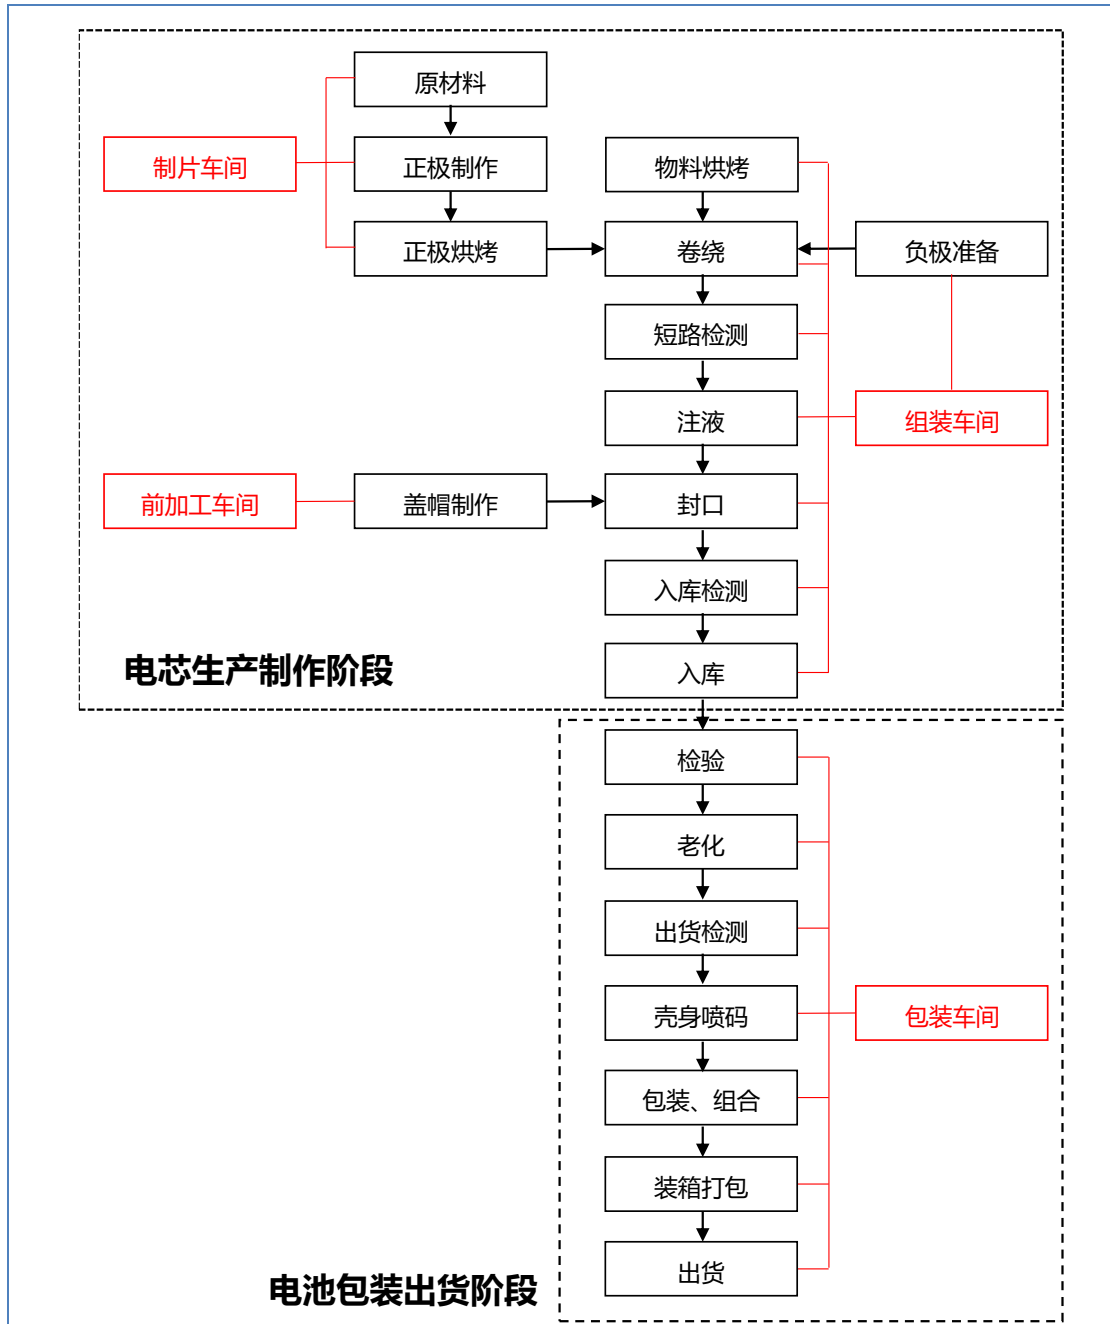 原材料
制片车间
正极制作
物料烘烤
正极烘烤
卷绕
负极准备
短路检测
注液
组装车间
前加工车间
盖帽制作
封口
入库检测
电芯生产制作阶段
入库
检验
老化
出货检测
壳身喷码
包装车间
包装、组合
装箱打包
出货
电池包装出货阶段